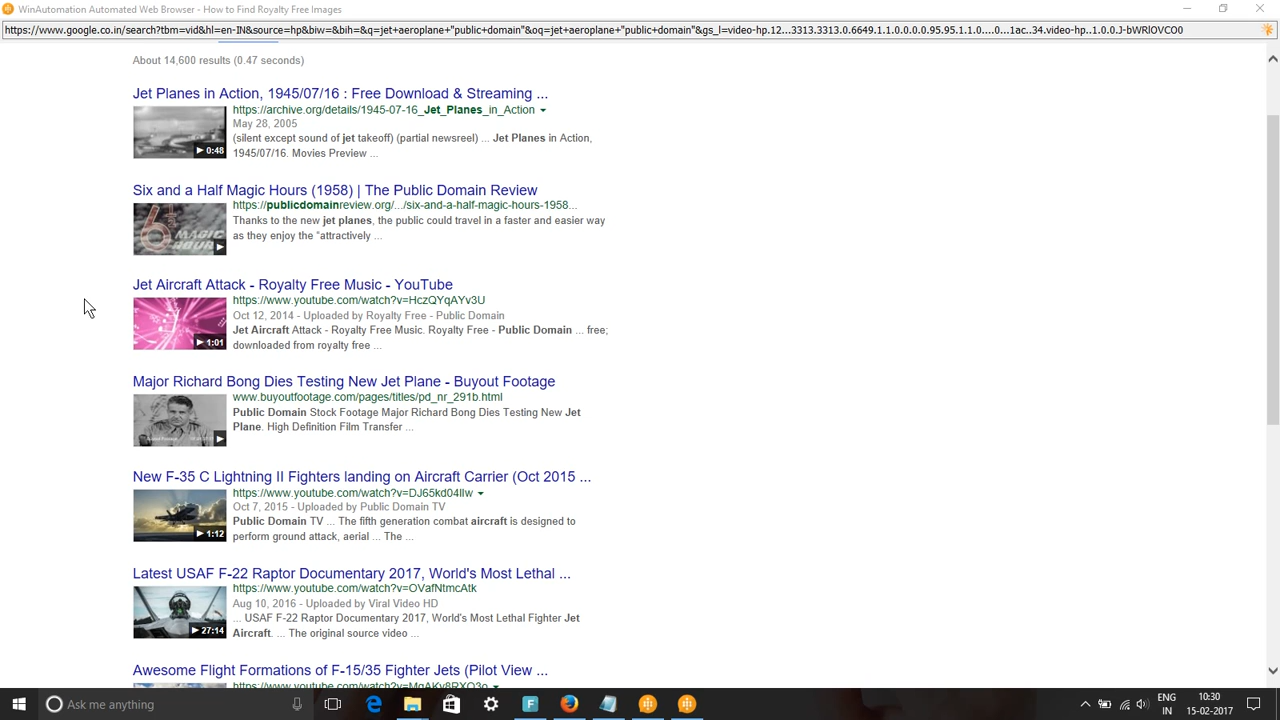 WinAutomation Automated Web Browser - How to Find Royalty Free Images
https://www.google.co.in/search?tbm=vid&hl=en-IN&source=hp&biw=&bih=&q=jet+aeroplane+"public+domain"&oq=jet+aeroplane+"public+domain"&gs_l=video-hp.12...3313.3313.0.6649.1.1.0.0.0.0.95.95.1.1.0....0...1ac..34.video-hp..1.0.0.J-bWRlOVCO0
About 14,600 results (0.47 seconds)
Jet Planes in Action, 1945/07/16 : Free Download & Streaming ...
https://archive.org/details/1945-07-16_Jet_Planes_in_Action
May 28, 2005
(silent except sound of jet takeoff) (partial newsreel) ... Jet Planes in Action,
0:48
1945/07/16. Movies Preview ...
Six and a Half Magic Hours (1958) | The Public Domain Review
https://publicdomainreview.org/.../six-and-a-half-magic-hours-1958...
Thanks to the new jet planes, the public could travel in a faster and easier way
as they enjoy the "attractively ...
Jet Aircraft Attack - Royalty Free Music - YouTube
https://www.youtube.com/watch?v=HczQYqAYv3U
Oct 12, 2014 - Uploaded by Royalty Free - Public Domain
Jet Aircraft Attack - Royalty Free Music. Royalty Free - Public Domain ... free;
1:01
downloaded from royalty free ...
Major Richard Bong Dies Testing New Jet Plane - Buyout Footage
www.buyoutfootage.com/pages/titles/pd_nr_291b.html
Public Domain Stock Footage Major Richard Bong Dies Testing New Jet
Plane. High Definition Film Transfer ...
New F-35 C Lightning II Fighters landing on Aircraft Carrier (Oct 2015 ...
https://www.youtube.com/watch?v=DJ65kd04lIw
Oct 7, 2015 - Uploaded by Public Domain TV
Public Domain TV ... The fifth generation combat aircraft is designed to
1:12
perform ground attack, aerial ... The ...
Latest USAF F-22 Raptor Documentary 2017, World's Most Lethal ...
https://www.youtube.com/watch?v=OVafNtmcAtk
Aug 10, 2016 - Uploaded by Viral Video HD
... USAF F-22 Raptor Documentary 2017, World's Most Lethal Fighter Jet
27:14
Aircraft. ... The original source video ...
Awesome Flight Formations of F-15/35 Fighter Jets (Pilot View ...
Ask me anything
ENG
IN
10:30
15-02-2017